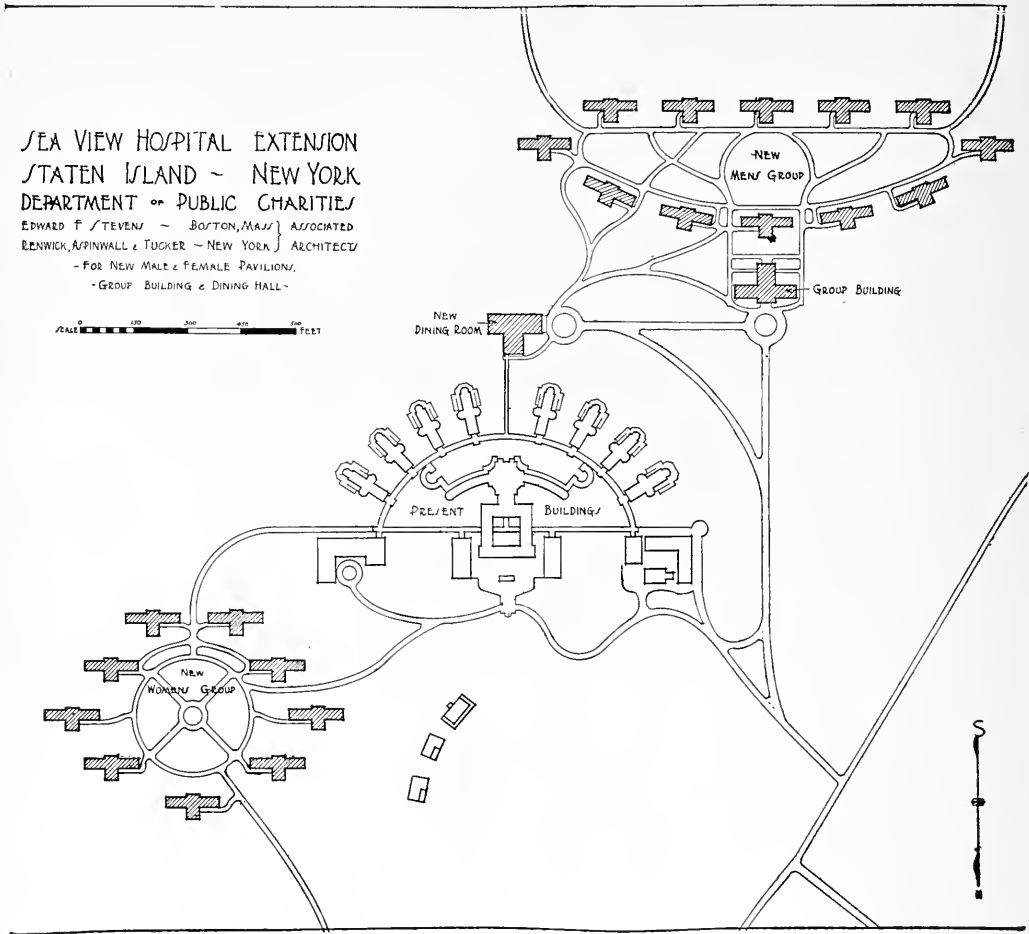 SEA VIEW HOSPITAL EXTENSION
STATEN ISLAND ~ NEW YORK
DEPARTMENT OF PUBLIC CHARITIES
EDWARD F STEVENS ~ BOSTON, MASS } ASSOCIATED
RENWICK, ASPINWALL & TUCKER ~ NEW YORK } ARCHITECTS
- FOR NEW MALE & FEMALE PAVILIONS,
- GROUP BUILDING & DINING HALL -
SCALE 0 150 300 450 FEET
NEW
MENS GROUP
GROUP BUILDING
NEW
DINING ROOM
PRESENT BUILDINGS
NEW
WOMENS GROUP
S